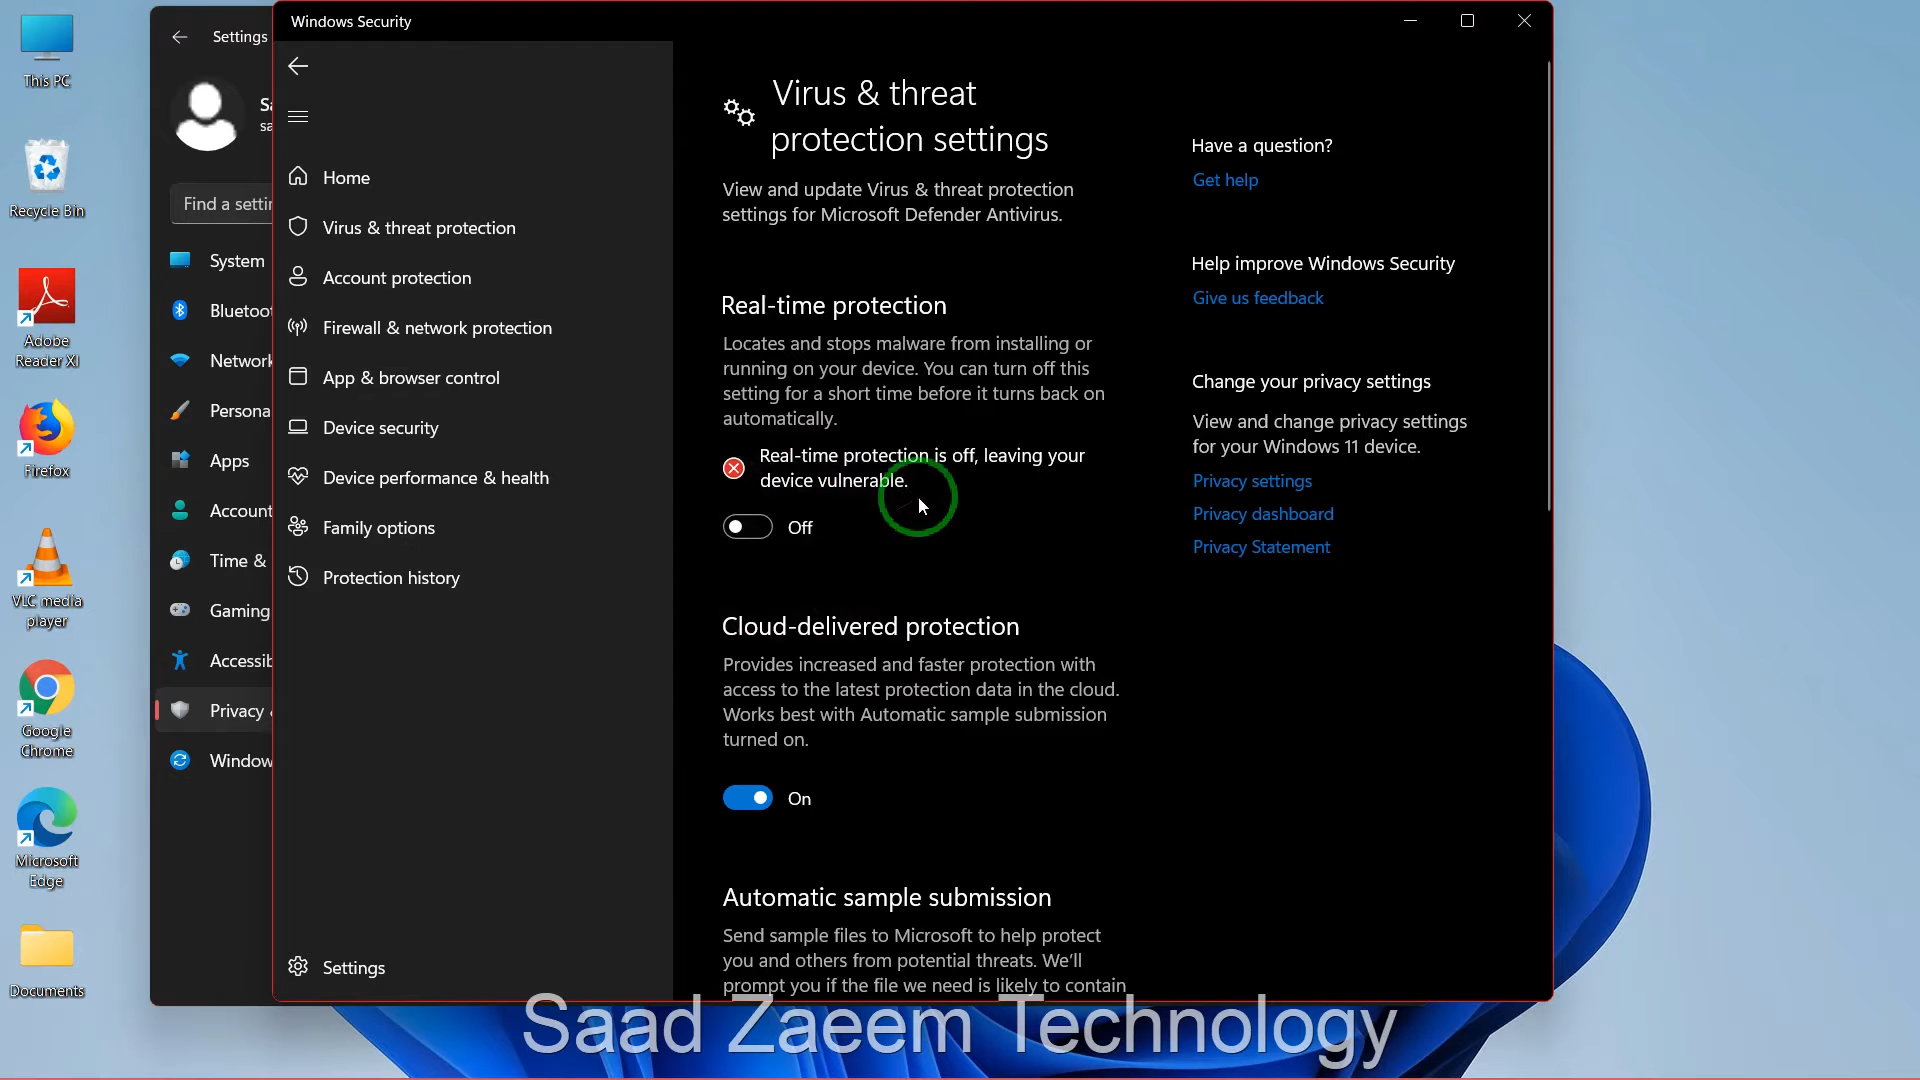 This PC
Recycle Bin
Adobe
Reader XI
Firefox
VLC media
player
Google
Chrome
Microsoft
Edge
Documents
Settings
Sa
sa
Find a settin
System
Bluetoot
Network
Persona
Apps
Account
Time &
Gaming
Accessib
Privacy &
Window
Windows Security
Home
Virus & threat protection
Account protection
Firewall & network protection
App & browser control
Device security
Device performance & health
Family options
Protection history
Settings
Virus & threat
protection settings
View and update Virus & threat protection
settings for Microsoft Defender Antivirus.
Real-time protection
Locates and stops malware from installing or
running on your device. You can turn off this
setting for a short time before it turns back on
automatically.
Real-time protection is off, leaving your
device vulnerable.
Off
Cloud-delivered protection
Provides increased and faster protection with
access to the latest protection data in the cloud.
Works best with Automatic sample submission
turned on.
On
Automatic sample submission
Send sample files to Microsoft to help protect
you and others from potential threats. We'll
prompt you if the file we need is likely to contain
Have a question?
Get help
Help improve Windows Security
Give us feedback
Change your privacy settings
View and change privacy settings
for your Windows 11 device.
Privacy settings
Privacy dashboard
Privacy Statement
Saad Zaeem Technology